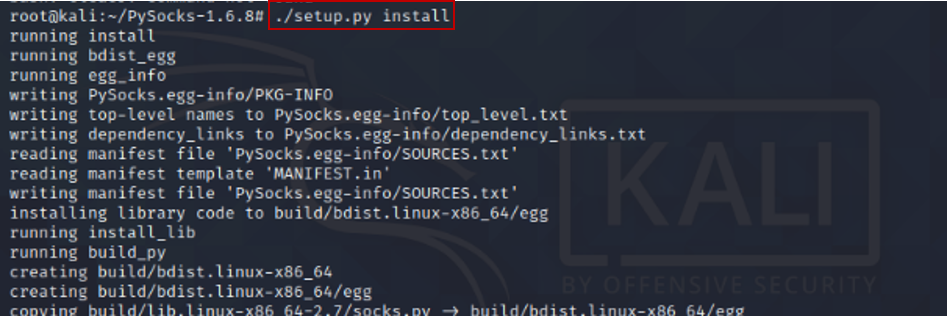 root@kali:~/PySocks-1.6.8# ./setup.py install
running install
running bdist_egg
running egg_info
writing PySocks.egg-info/PKG-INFO
writing top-level names to PySocks.egg-info/top_level.txt
writing dependency_links to PySocks.egg-info/dependency_links.txt
reading manifest file 'PySocks.egg-info/SOURCES.txt'
reading manifest template 'MANIFEST.in'
writing manifest file 'PySocks.egg-info/SOURCES.txt'
installing library code to build/bdist.linux-x86_64/egg
running install_lib
running build_py
creating build/bdist.linux-x86_64
creating build/bdist.linux-x86_64/egg
copying build/lib.linux-x86_64-2.7/socks.py → build/bdist.linux-x86_64/egg
KALI
BY OFFENSIVE SECURITY